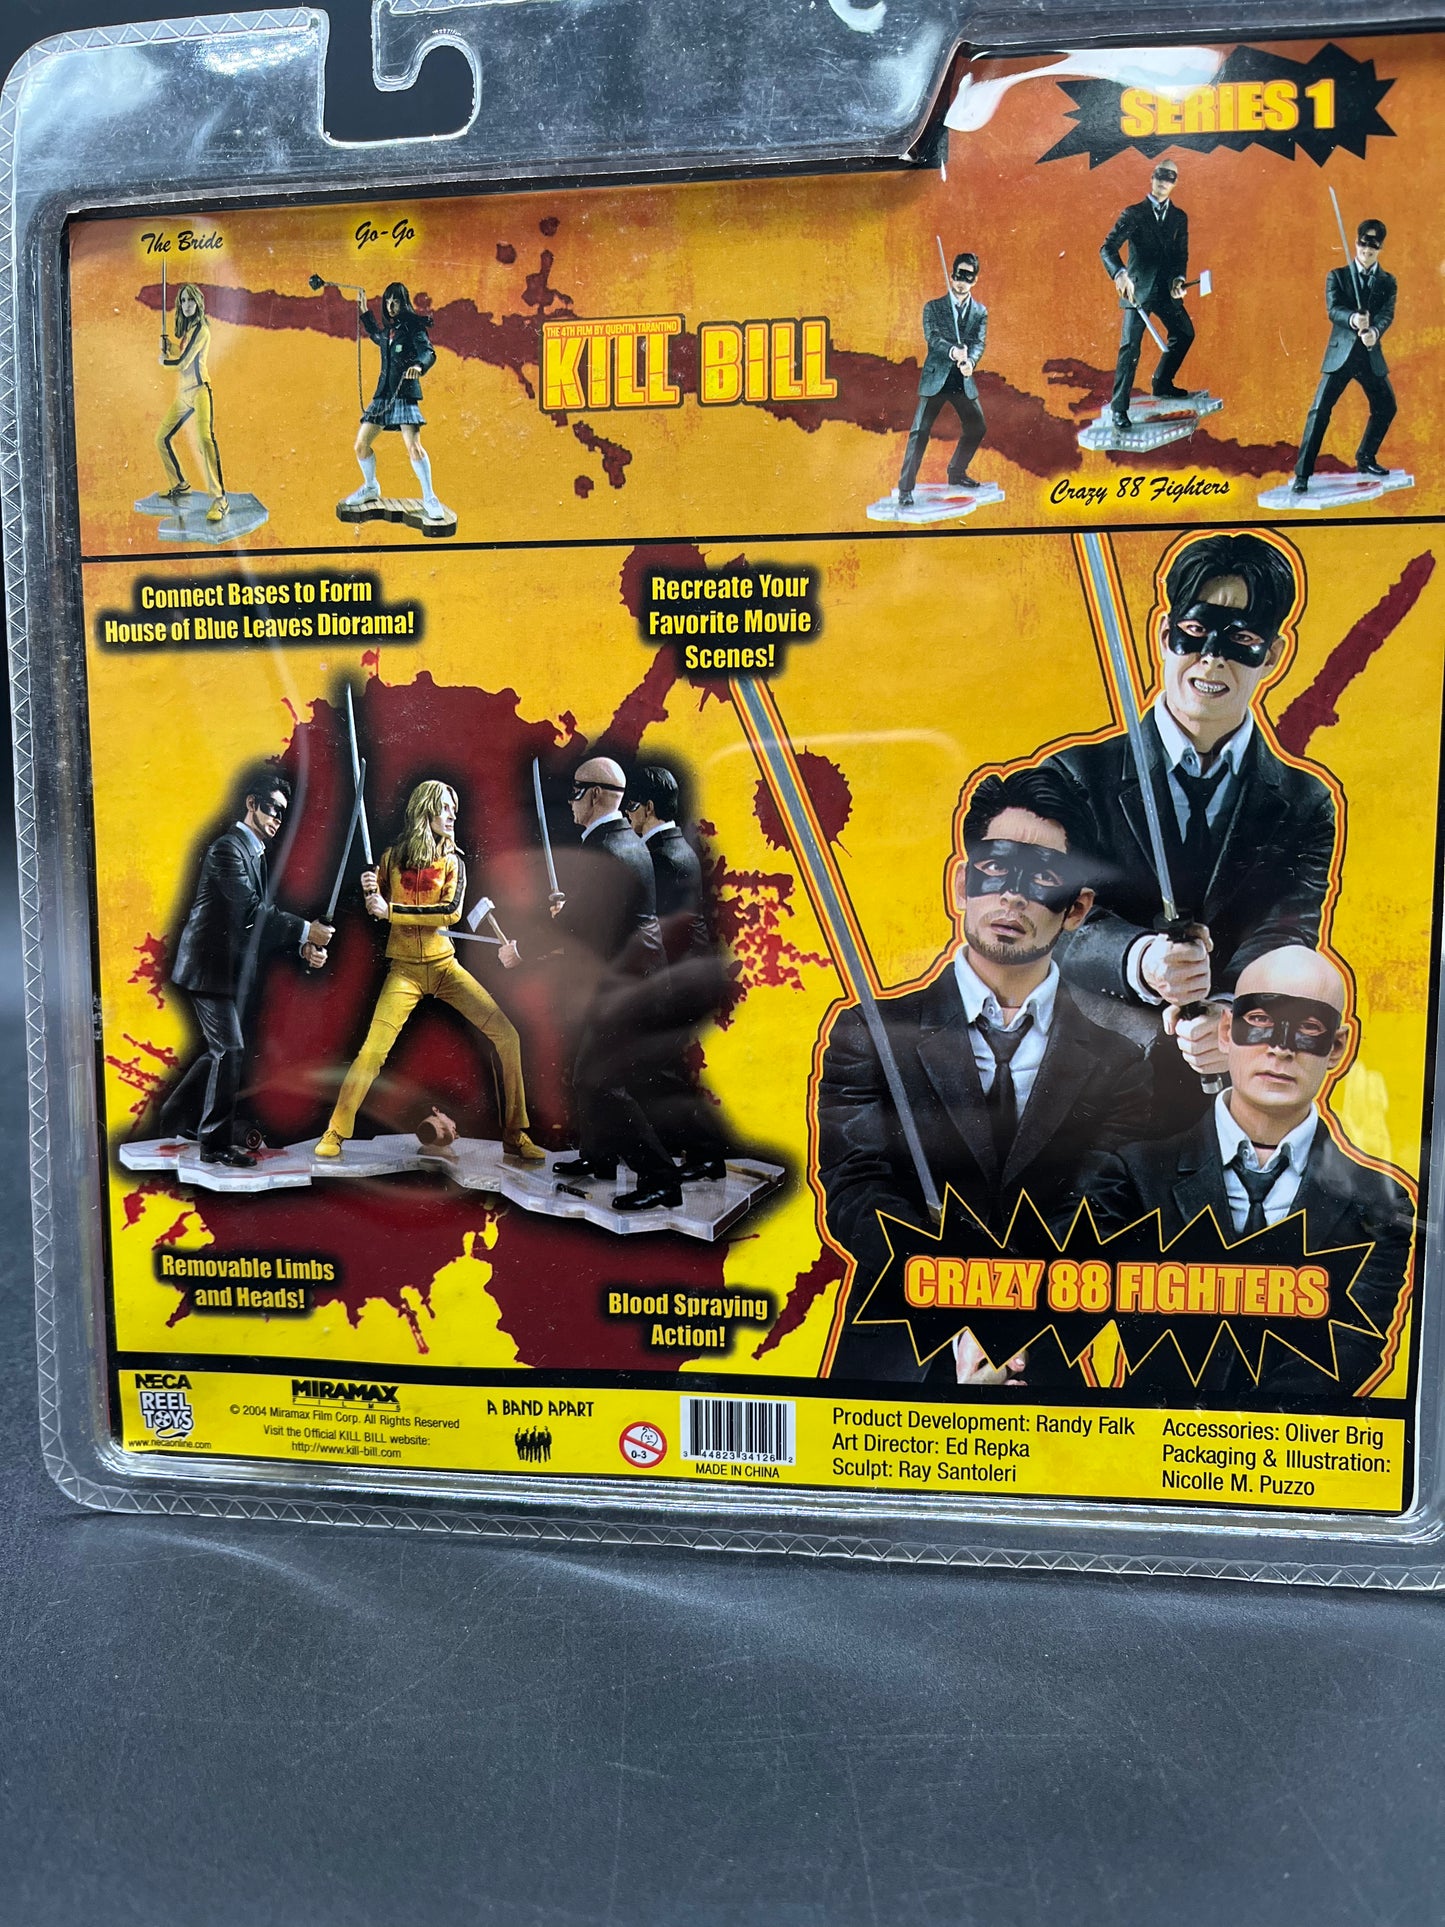 SERIES 1
The Bride
Go-Go
THE 4TH FILM BY QUENTIN TARANTINO
KILL BILL
Crazy 88 Fighters
Connect Bases to Form
House of Blue Leaves Diorama!
Recreate Your
Favorite Movie
Scenes!
Removable Limbs
and Heads!
Blood Spraying
Action!
CRAZY 88 FIGHTERS
NECA
REEL
TOYS
www.necaonline.com
MIRAMAX
FILMS
© 2004 Miramax Film Corp. All Rights Reserved
Visit the Official KILL BILL website:
http://www.kill-bill.com
A BAND APART
0-3
3 44823 34126 2
MADE IN CHINA
Product Development: Randy Falk
Art Director: Ed Repka
Sculpt: Ray Santoleri
Accessories: Oliver Brig
Packaging & Illustration:
Nicolle M. Puzzo